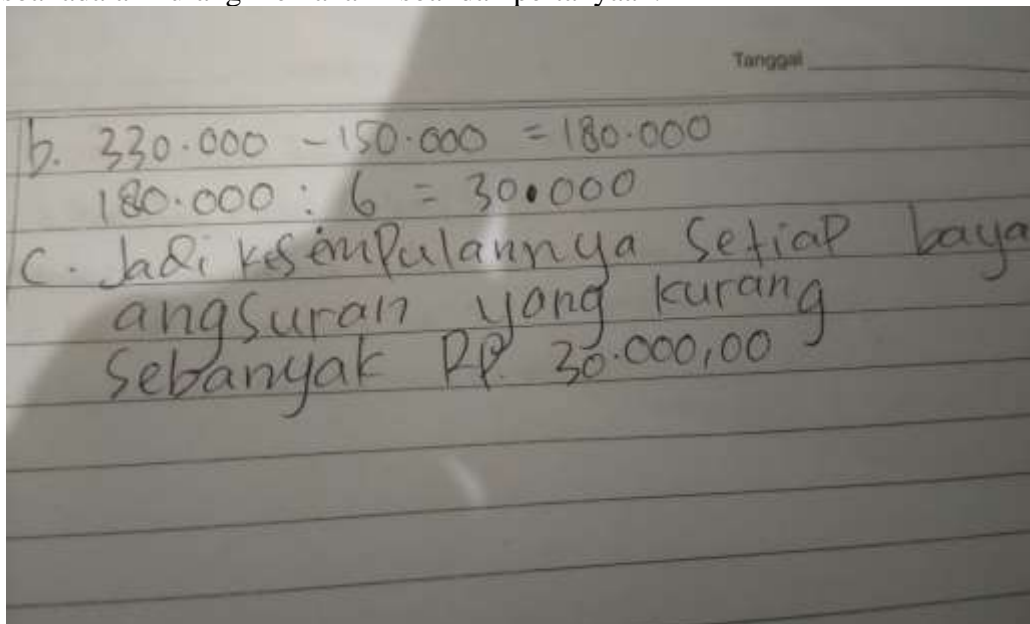 Tanggal
b. 330.000 - 150.000 = 180.000
180.000 : 6 = 30.000
C. Jadi kesimpulannya Setiap baya
angsuran yang kurang
Sebanyak RP. 30.000,00